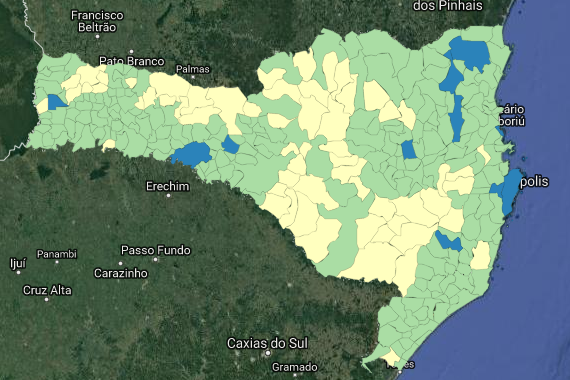 dos Pinhais
Francisco
Beltrão
Pato Branco
Palmas
ário
boriú
polis
Erechim
Panambi
Ijuí
Passo Fundo
Carazinho
Cruz Alta
Caxias do Sul
Gramado
es